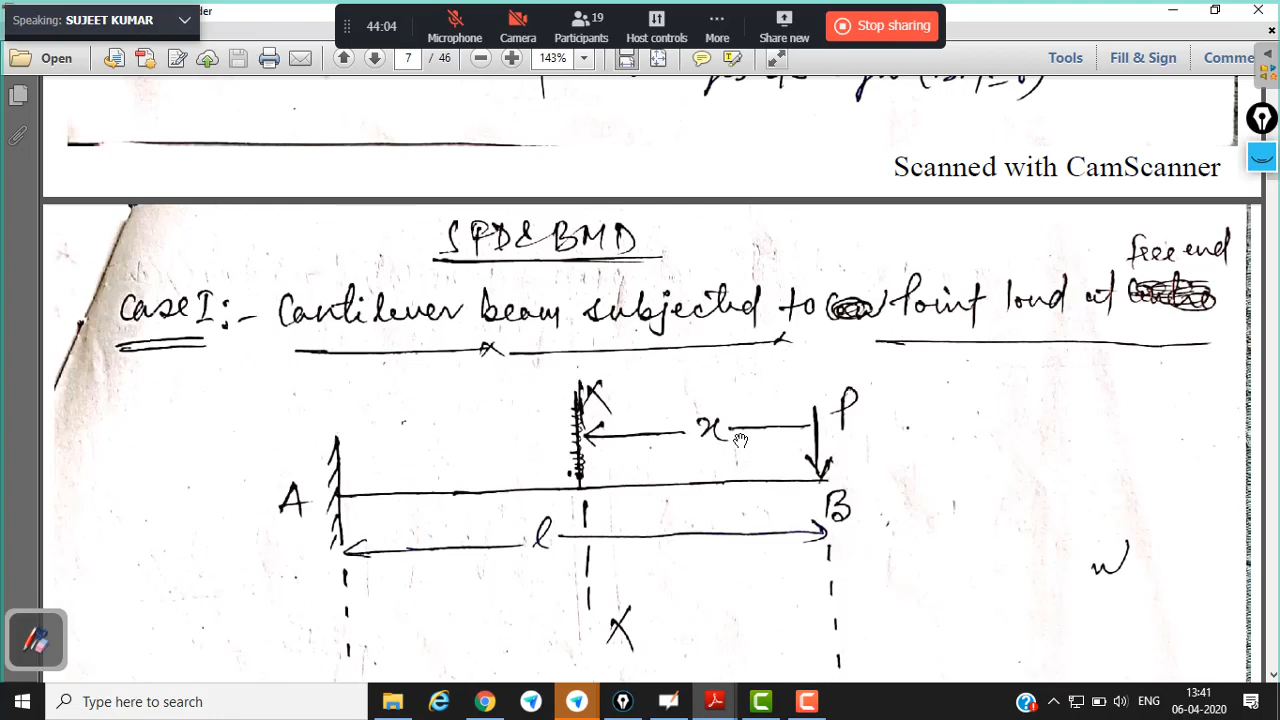 Speaking: SUJEET KUMAR
44:04
19
Microphone
Camera
Participants
Host controls
More
Share new
Stop sharing
Open
7 / 46
143%
Tools
Fill & Sign
Comme
Scanned with CamScanner
SFD & BMD
free end
Case I:- Cantilever beam subjected to Point load at
X
x
P
A
B
l
w
X
Type here to search
ENG
13:41
06-04-2020